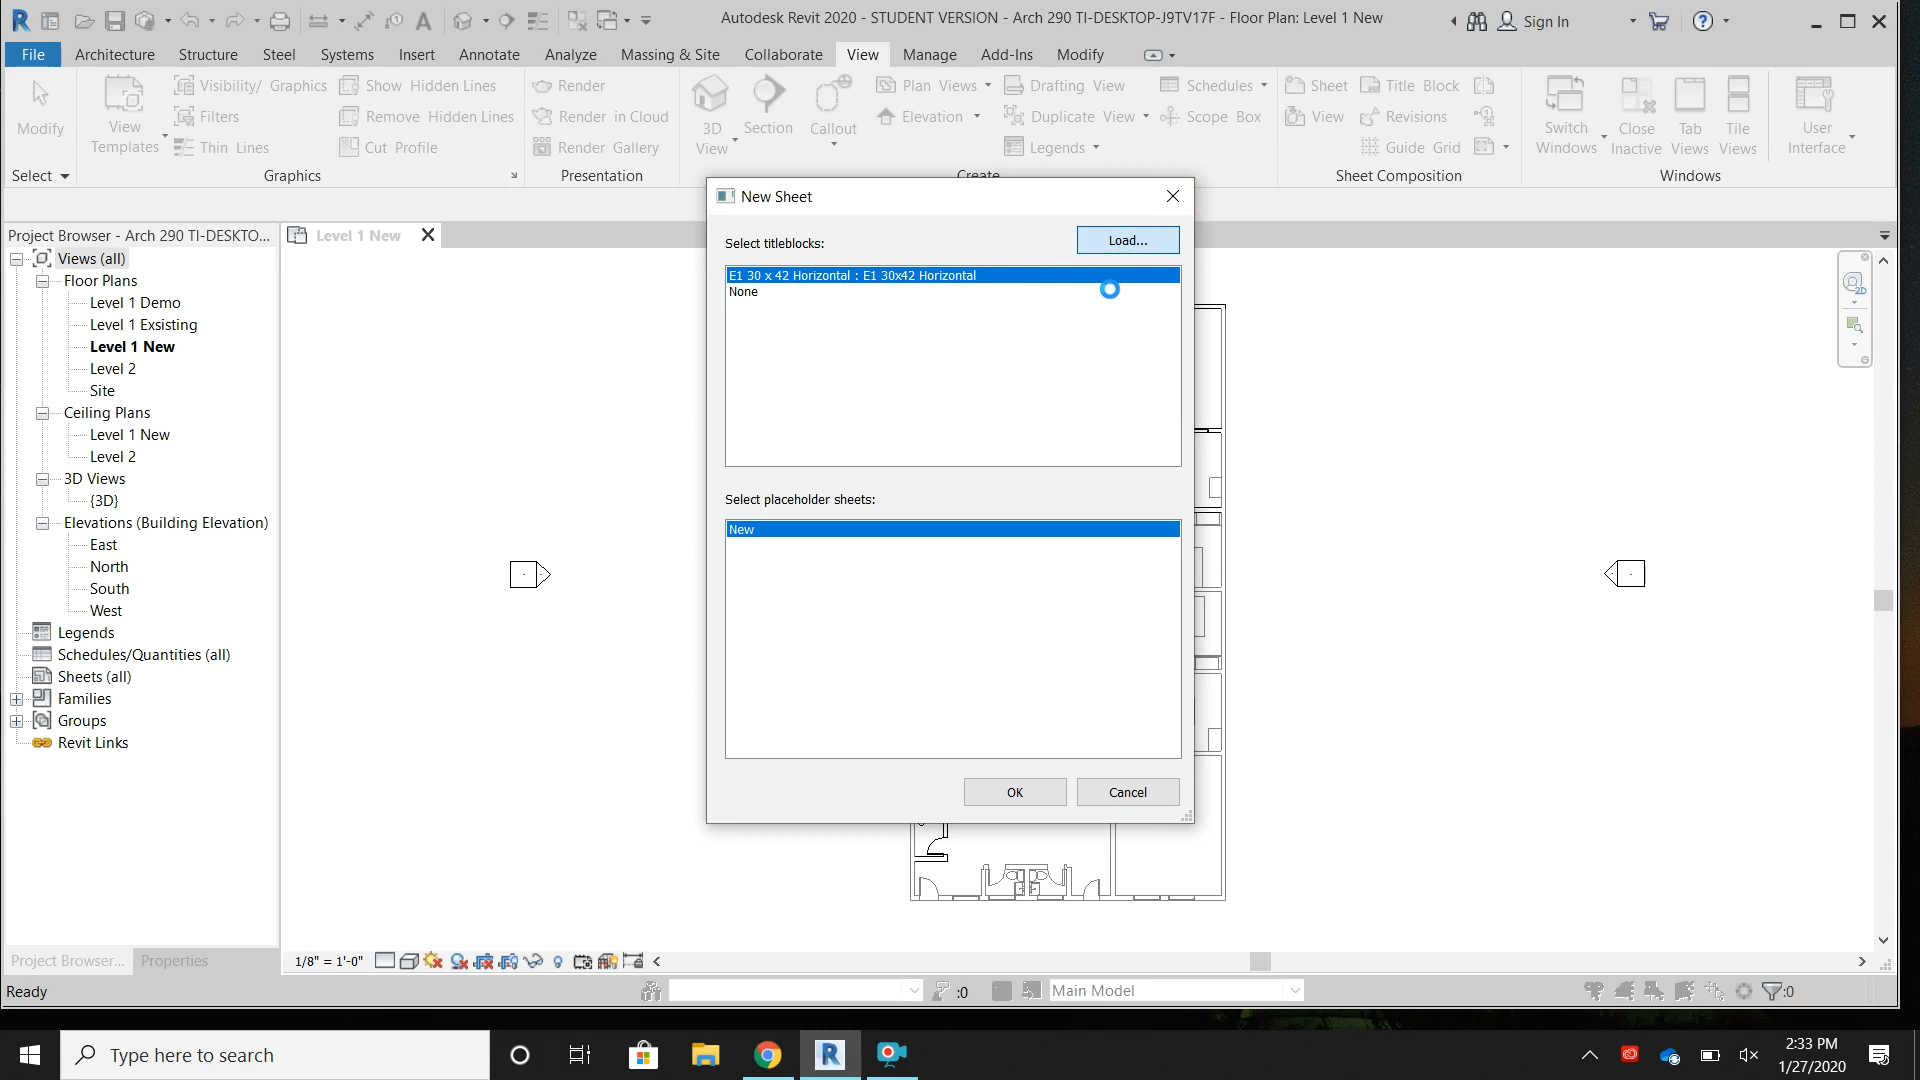 Autodesk Revit 2020 - STUDENT VERSION - Arch 290 TI-DESKTOP-J9TV17F - Floor Plan: Level 1 New
Sign In
File Architecture Structure Steel Systems Insert Annotate Analyze Massing & Site Collaborate View Manage Add-Ins Modify
Modify
View Templates
Visibility/ Graphics
Filters
Thin Lines
Show Hidden Lines
Remove Hidden Lines
Cut Profile
Render
Render in Cloud
Render Gallery
3D View
Section
Callout
Plan Views
Elevation
Drafting View
Duplicate View
Legends
Schedules
Scope Box
Sheet
View
Title Block
Revisions
Guide Grid
Switch Windows
Close Inactive
Tab Views
Tile Views
User Interface
Select
Graphics
Presentation
Create
Sheet Composition
Windows
Project Browser - Arch 290 TI-DESKTO...
Level 1 New
Views (all)
Floor Plans
Level 1 Demo
Level 1 Exsisting
Level 1 New
Level 2
Site
Ceiling Plans
Level 1 New
Level 2
3D Views
{3D}
Elevations (Building Elevation)
East
North
South
West
Legends
Schedules/Quantities (all)
Sheets (all)
Families
Groups
Revit Links
Project Browser...
Properties
New Sheet
Select titleblocks:
Load...
E1 30 x 42 Horizontal : E1 30x42 Horizontal
None
Select placeholder sheets:
New
OK
Cancel
2D
1/8" = 1'-0"
Ready
:0
Main Model
:0
Type here to search
2:33 PM
1/27/2020